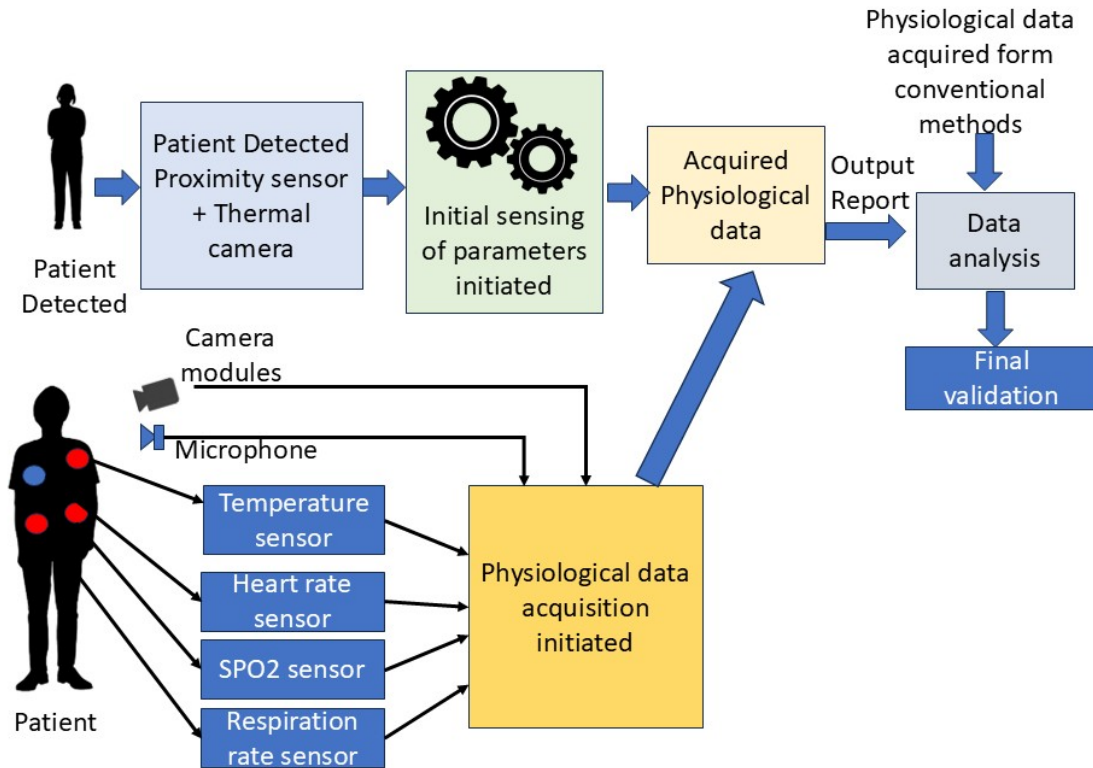 Patient
Detected
Patient Detected
Proximity sensor
+ Thermal
camera
Initial sensing
of parameters
initiated
Acquired
Physiological
data
Output
Report
Physiological data
acquired form
conventional
methods
Data
analysis
Final
validation
Camera
modules
Microphone
Temperature
sensor
Heart rate
sensor
SPO2 sensor
Respiration
rate sensor
Physiological data
acquisition
initiated
Patient